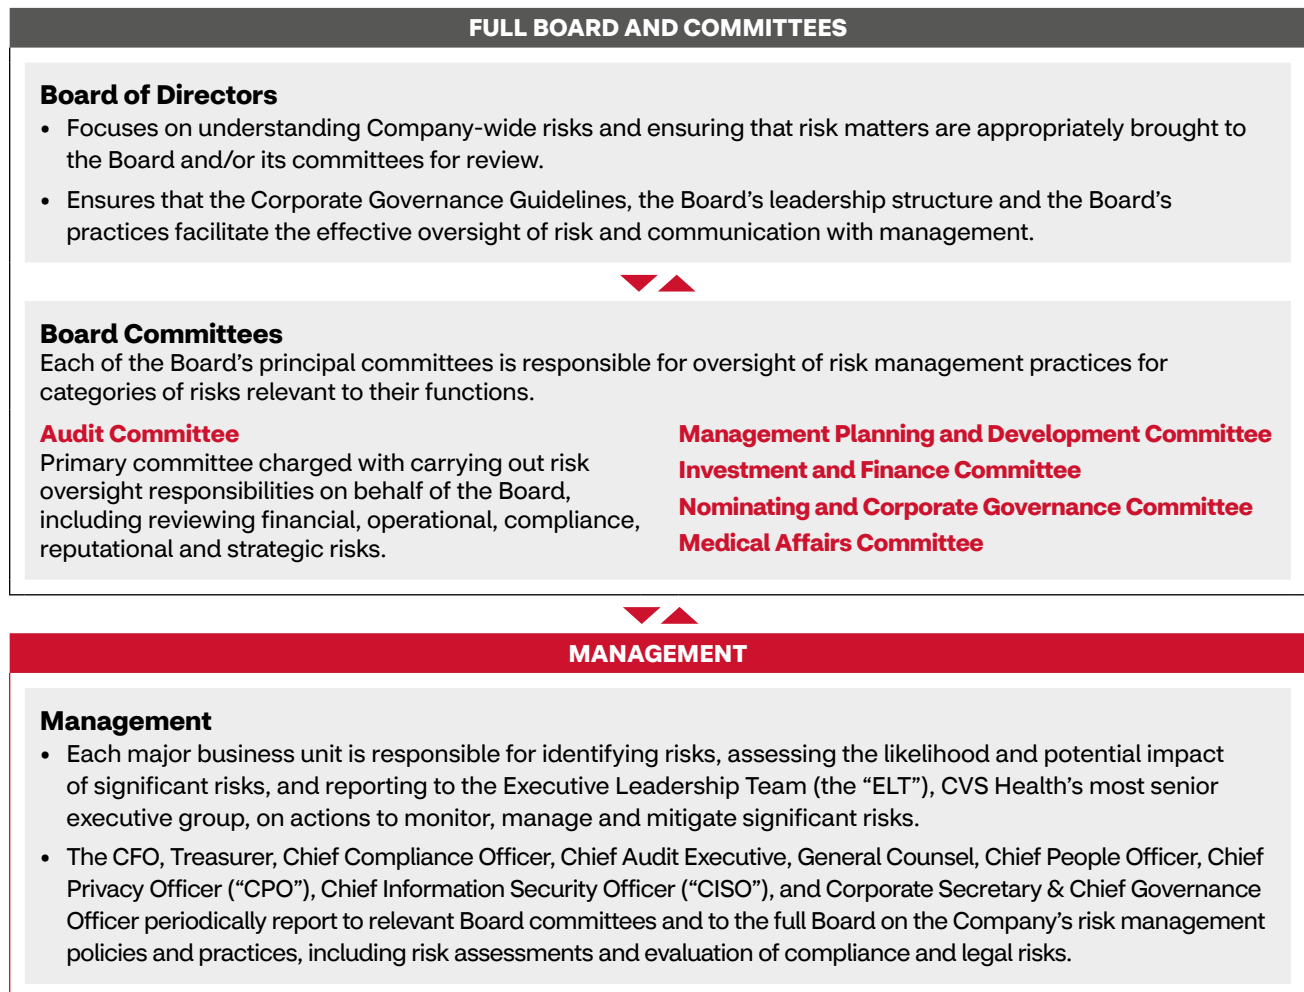 FULL BOARD AND COMMITTEES
Board of Directors
• Focuses on understanding Company-wide risks and ensuring that risk matters are appropriately brought to
the Board and/or its committees for review.
• Ensures that the Corporate Governance Guidelines, the Board’s leadership structure and the Board’s
practices facilitate the effective oversight of risk and communication with management.
Board Committees
Each of the Board’s principal committees is responsible for oversight of risk management practices for
categories of risks relevant to their functions.
Audit Committee
Primary committee charged with carrying out risk
oversight responsibilities on behalf of the Board,
including reviewing financial, operational, compliance,
reputational and strategic risks.
Management Planning and Development Committee
Investment and Finance Committee
Nominating and Corporate Governance Committee
Medical Affairs Committee
MANAGEMENT
Management
• Each major business unit is responsible for identifying risks, assessing the likelihood and potential impact
of significant risks, and reporting to the Executive Leadership Team (the “ELT”), CVS Health’s most senior
executive group, on actions to monitor, manage and mitigate significant risks.
• The CFO, Treasurer, Chief Compliance Officer, Chief Audit Executive, General Counsel, Chief People Officer, Chief
Privacy Officer (“CPO”), Chief Information Security Officer (“CISO”), and Corporate Secretary & Chief Governance
Officer periodically report to relevant Board committees and to the full Board on the Company’s risk management
policies and practices, including risk assessments and evaluation of compliance and legal risks.